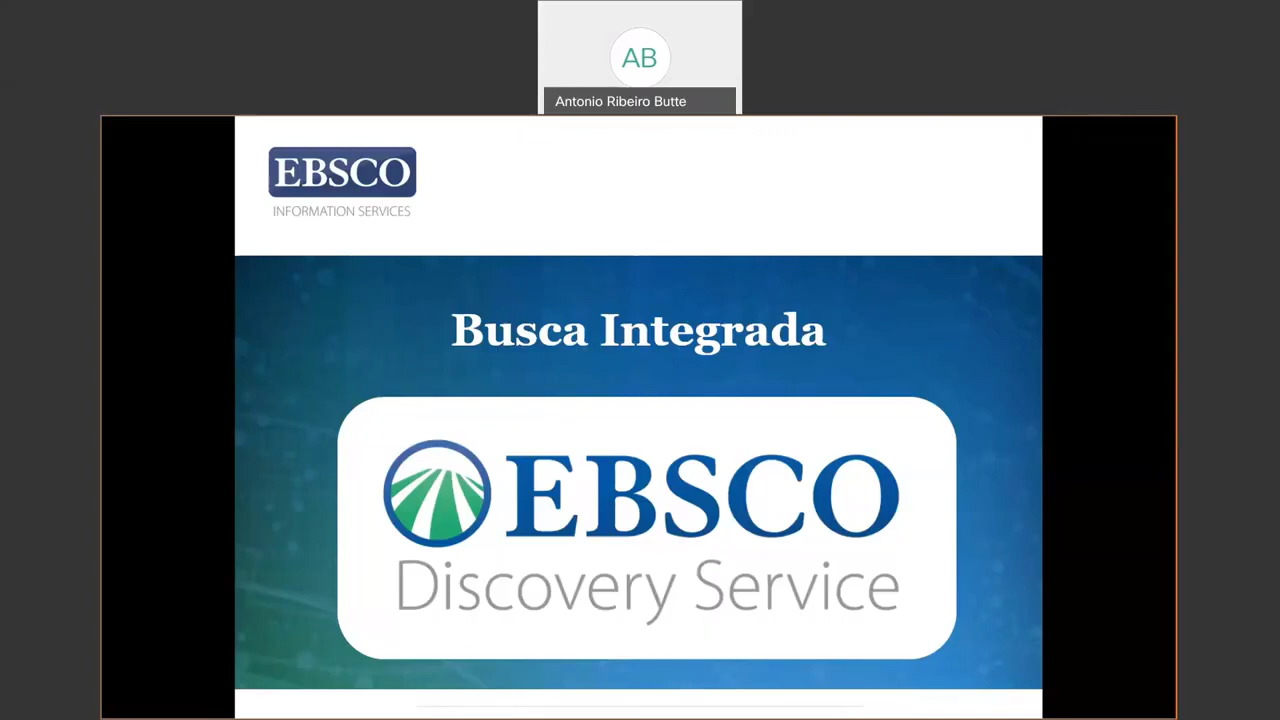 AB
Antonio Ribeiro Butte
EBSCO
INFORMATION SERVICES
Busca Integrada
EBSCO
Discovery Service